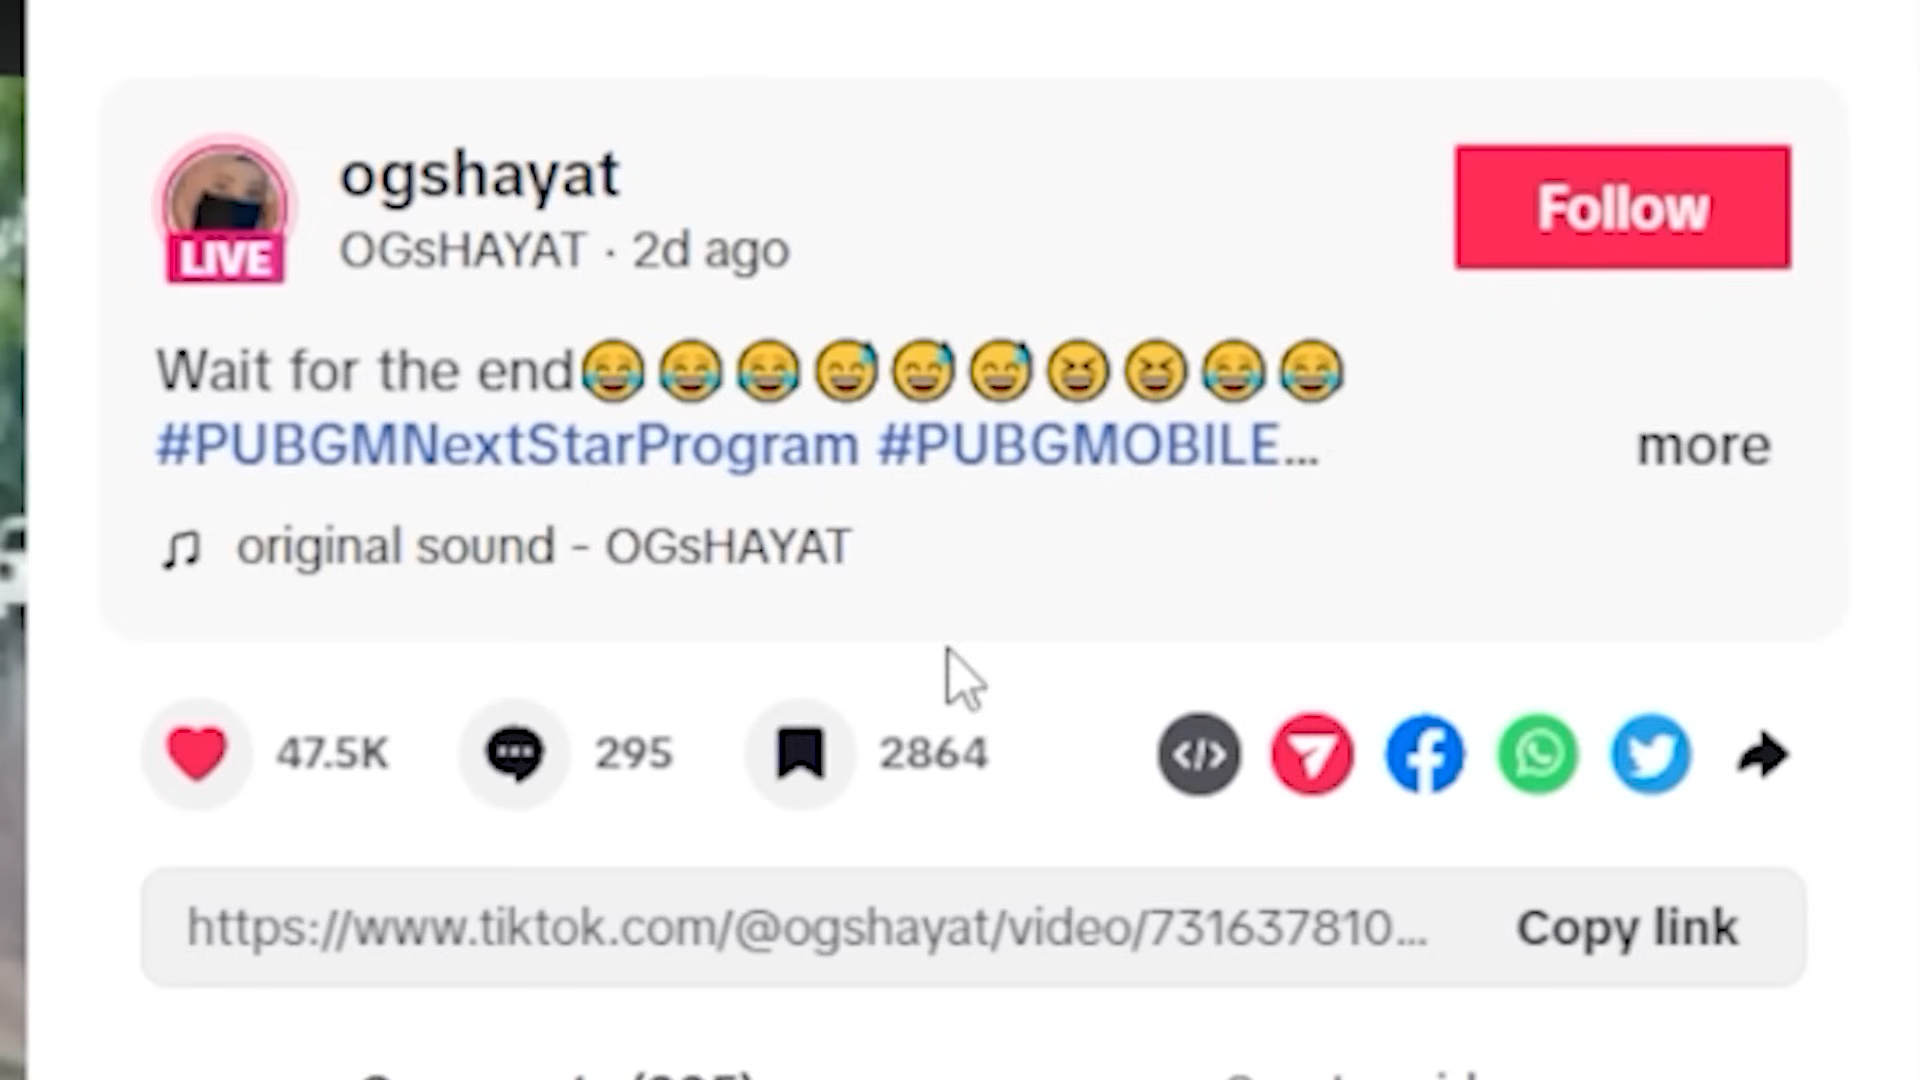 ogshayat
OGsHAYAT · 2d ago
LIVE
Follow
Wait for the end😂😂😂😅😅😅😆😆😂😂
#PUBGMNextStarProgram #PUBGMOBILE...
more
original sound - OGsHAYAT
47.5K
295
2864
https://www.tiktok.com/@ogshayat/video/731637810...
Copy link